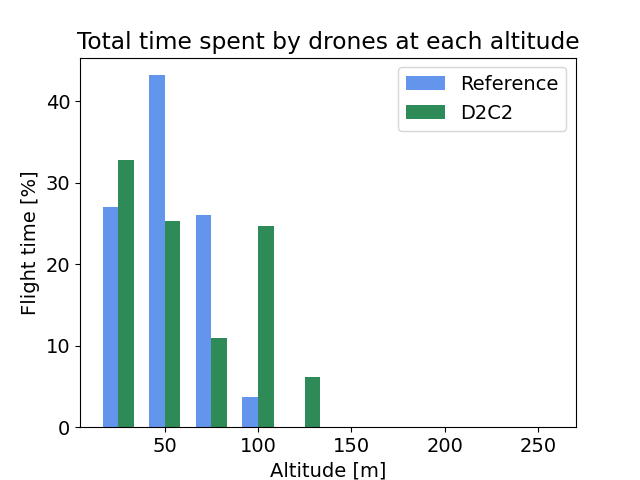 Total time spent by drones at each altitude
Reference
D2C2
Flight time [%]
40
30
20
10
0
50 100 150 200 250
Altitude [m]